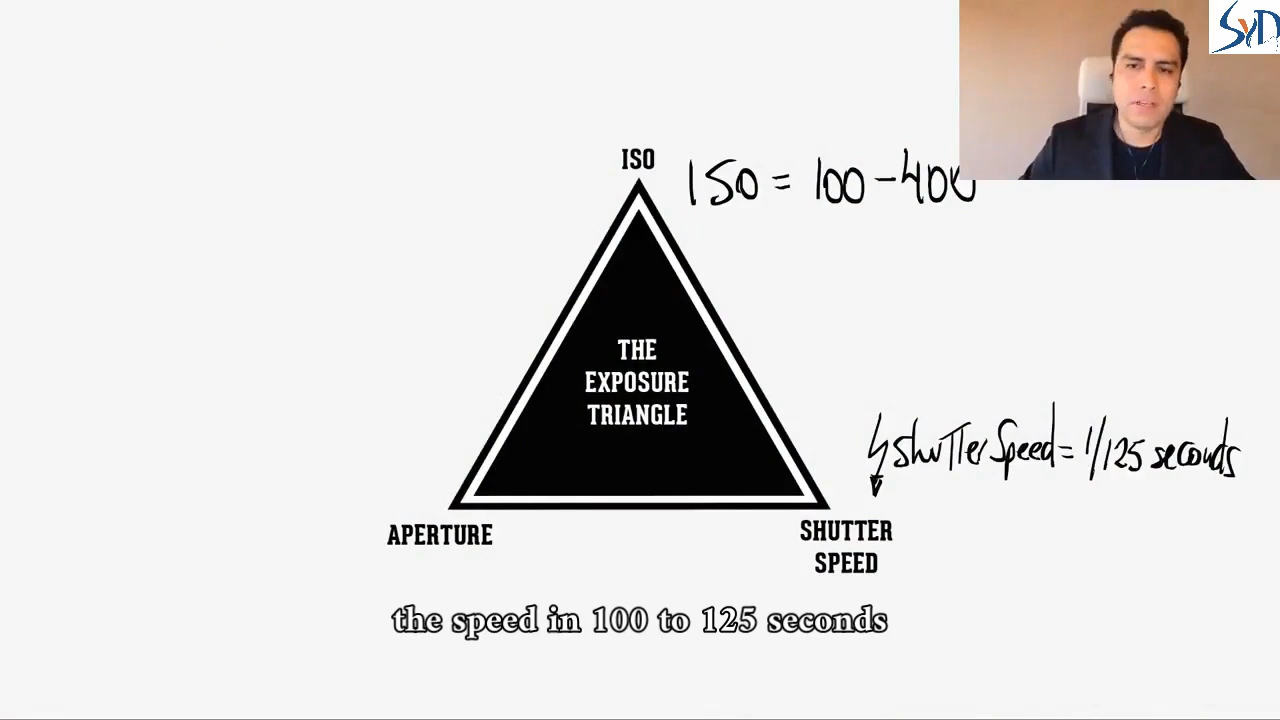 SYD
ISO
ISO = 100 - 400
THE
EXPOSURE
TRIANGLE
Shutter Speed = 1/125 seconds
APERTURE
SHUTTER
SPEED
the speed in 100 to 125 seconds